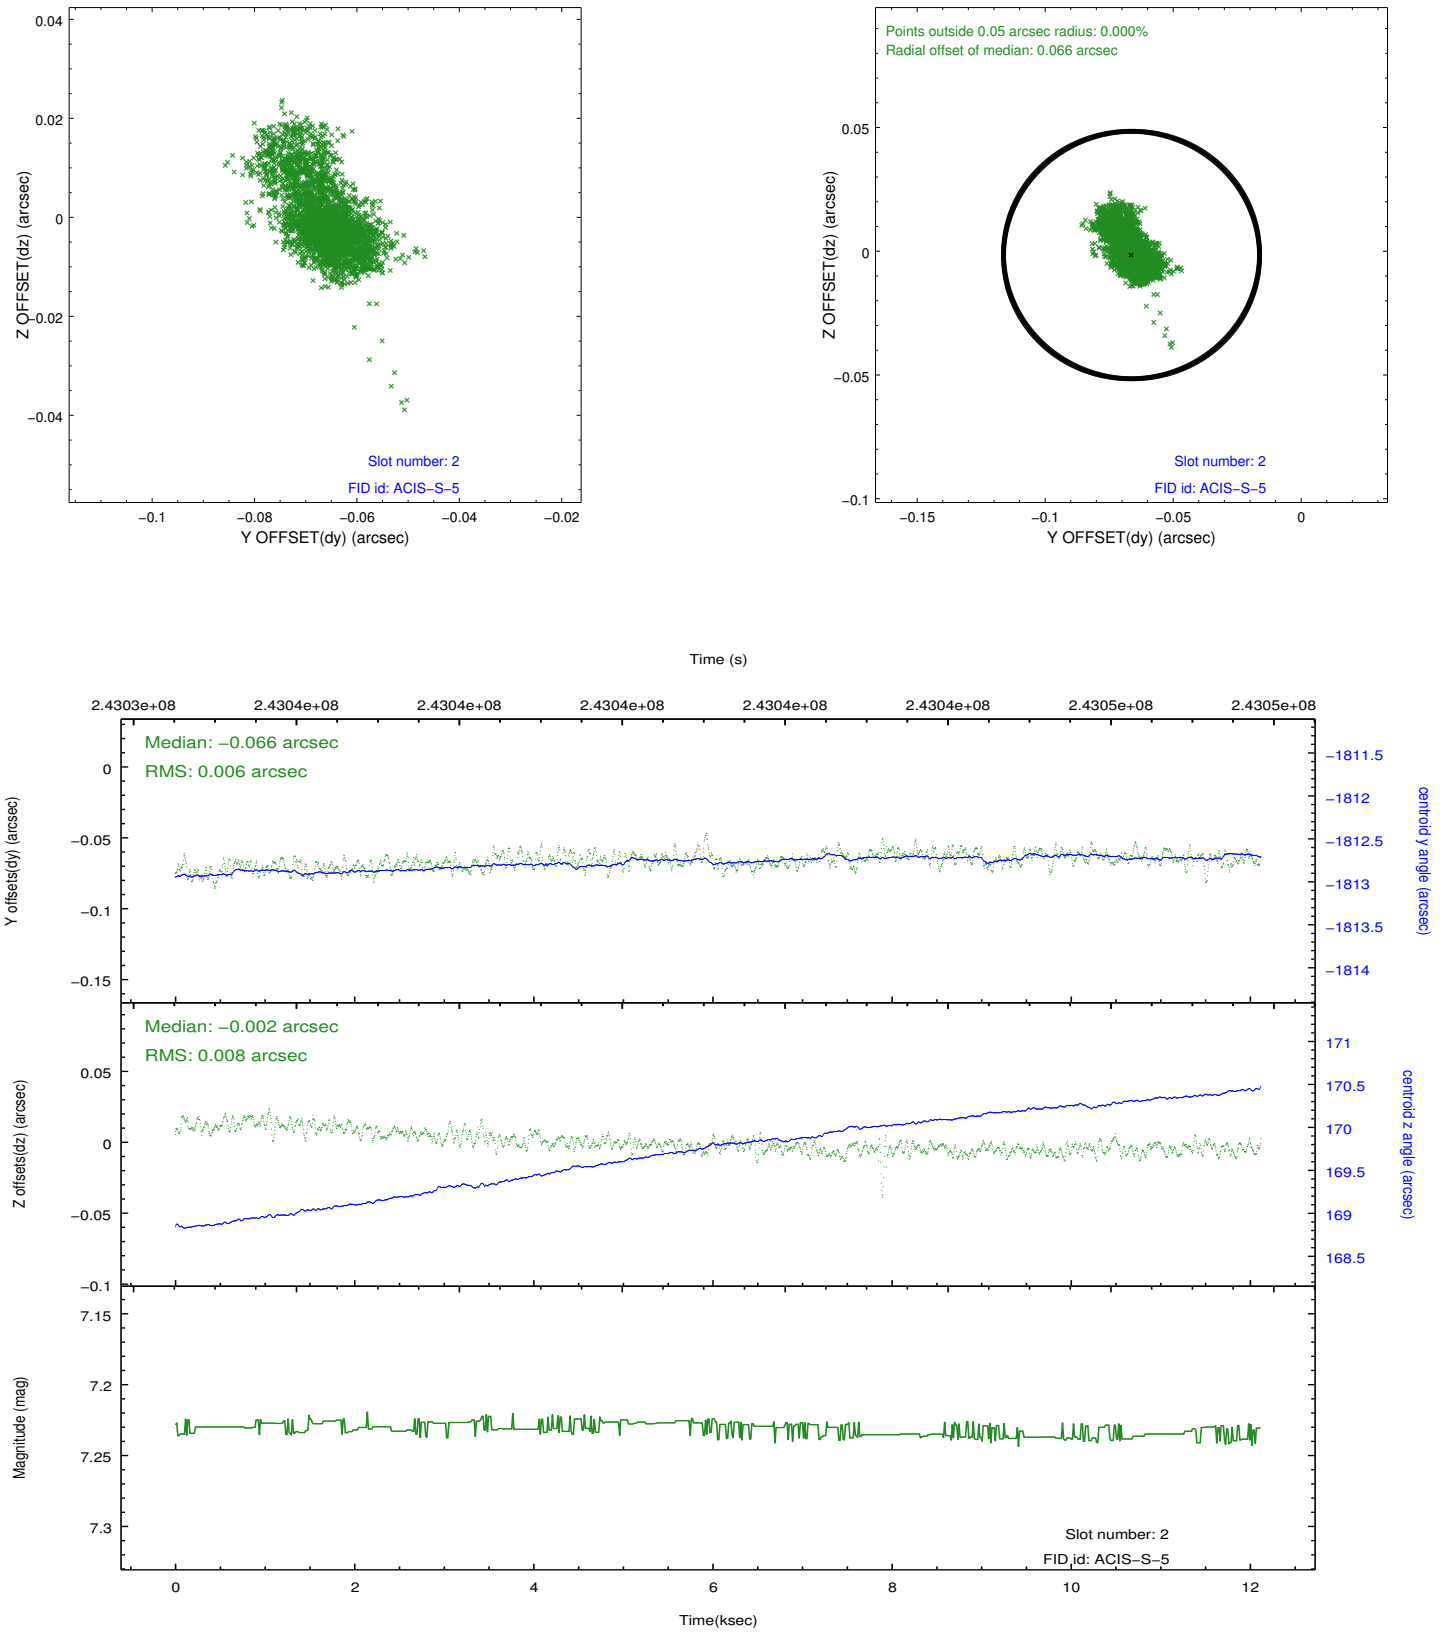 0.04
0.02
0
−0.02
−0.04
Z OFFSET(dz) (arcsec)
−0.1
−0.08
−0.06
−0.04
−0.02
Y OFFSET(dy) (arcsec)
Slot number: 2
FID id: ACIS−S−5
Points outside 0.05 arcsec radius: 0.000%
Radial offset of median: 0.066 arcsec
0.05
0
−0.05
−0.1
Z OFFSET(dz) (arcsec)
−0.15
−0.1
−0.05
0
Y OFFSET(dy) (arcsec)
Slot number: 2
FID id: ACIS−S−5
Time (s)
2.4303e+08
2.4304e+08
2.4304e+08
2.4304e+08
2.4304e+08
2.4304e+08
2.4305e+08
2.4305e+08
Median: −0.066 arcsec
RMS: 0.006 arcsec
0
−0.05
−0.1
−0.15
Y offsets(dy) (arcsec)
−1811.5
−1812
−1812.5
−1813
−1813.5
−1814
centroid y angle (arcsec)
Median: −0.002 arcsec
RMS: 0.008 arcsec
0.05
0
−0.05
−0.1
Z offsets(dz) (arcsec)
171
170.5
170
169.5
169
168.5
centroid z angle (arcsec)
7.15
7.2
7.25
7.3
Magnitude (mag)
Slot number: 2
FID id: ACIS−S−5
0
2
4
6
8
10
12
Time(ksec)